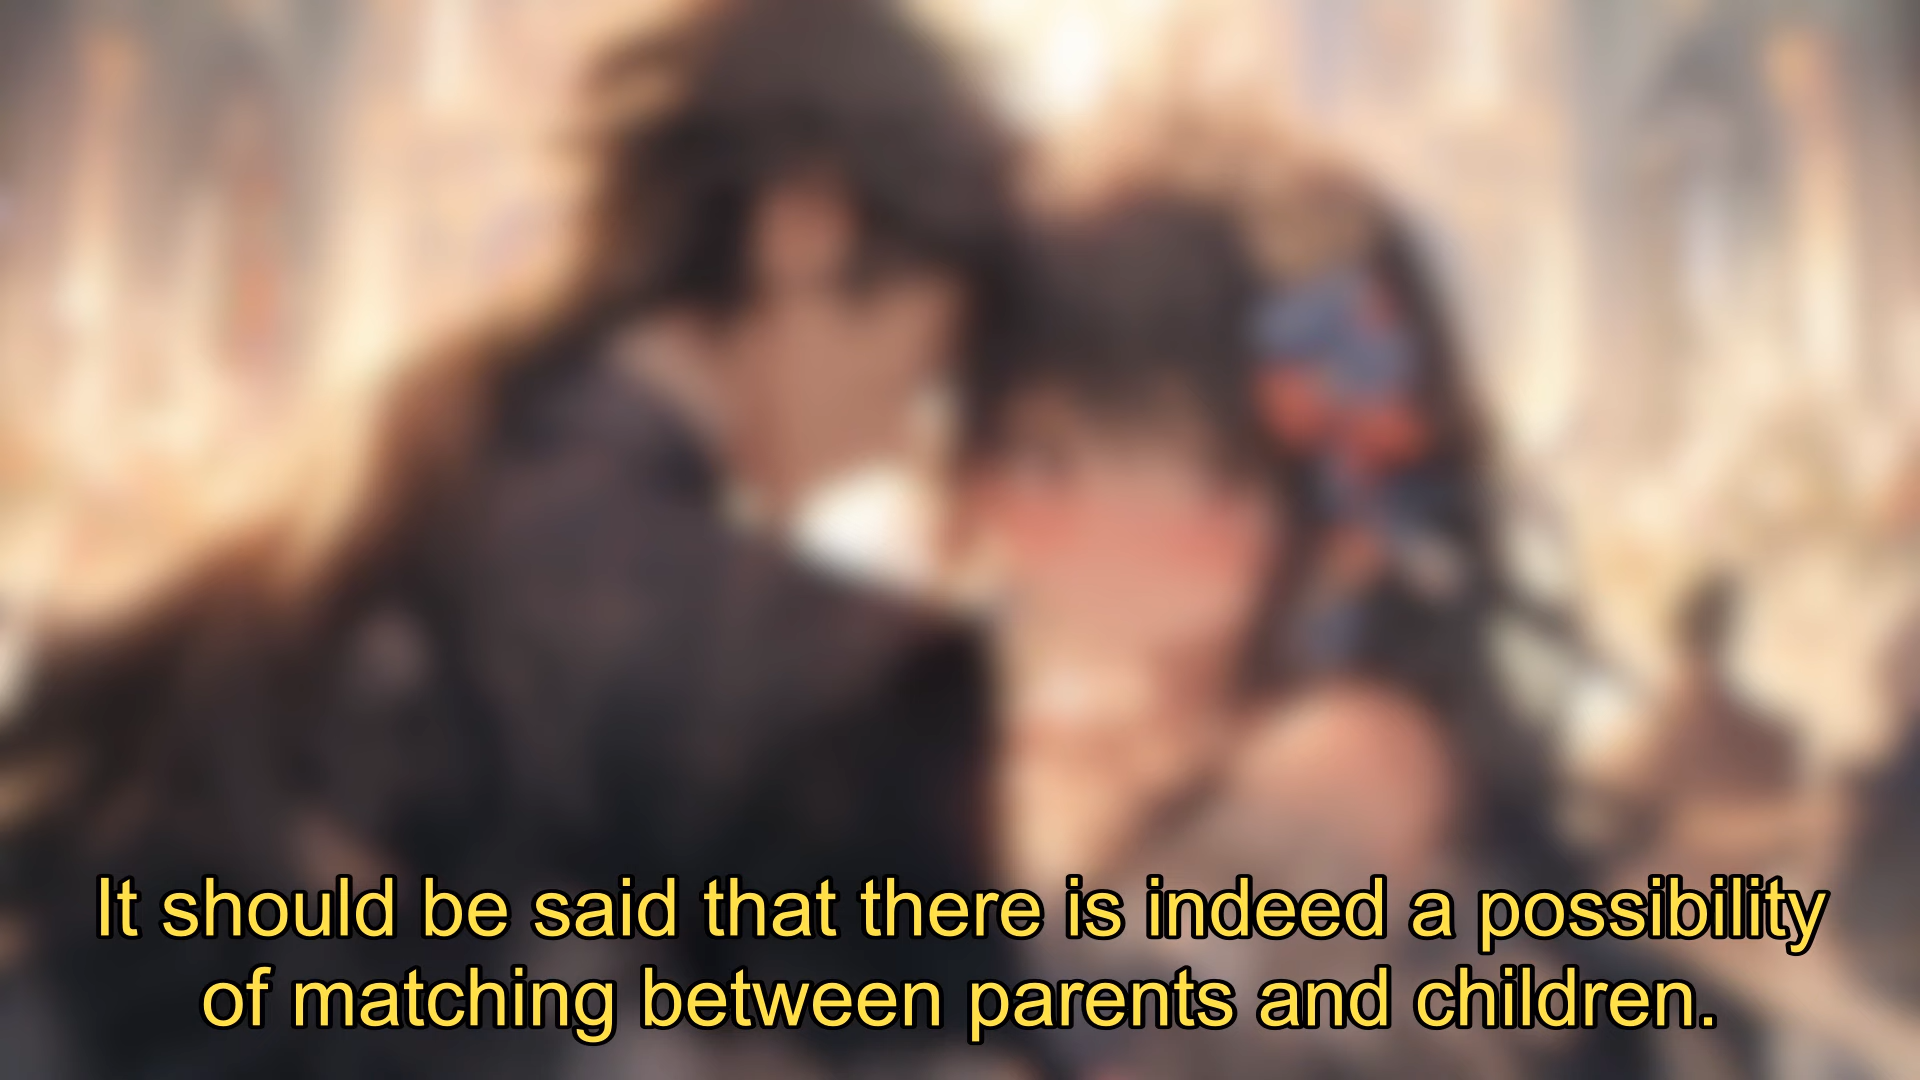 It should be said that there is indeed a possibility
of matching between parents and children.